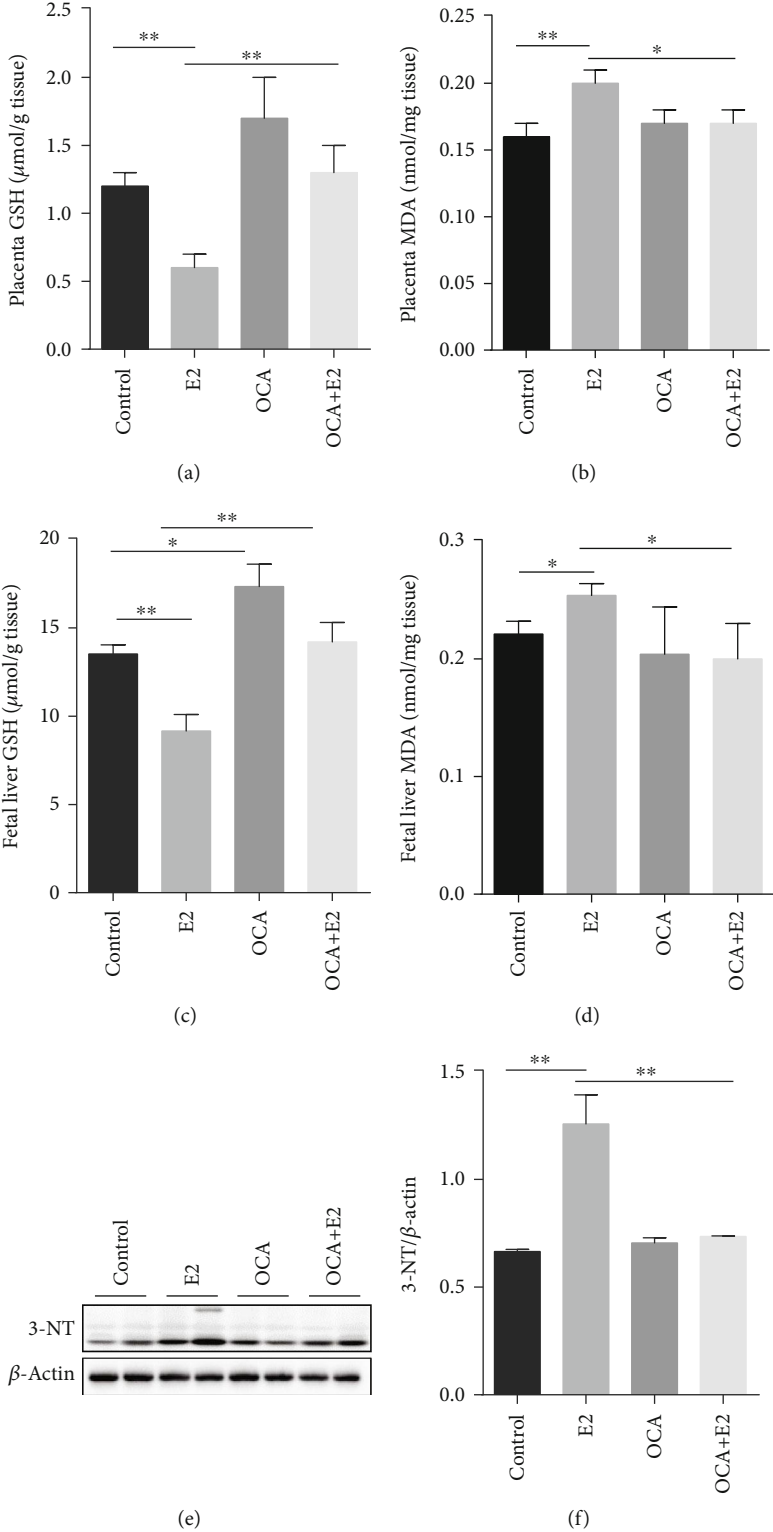 Placenta GSH (μmol/g tissue)
2.5
2.0
1.5
1.0
0.5
0.0
**
**
Control
E2
OCA
OCA+E2
(a)
Placenta MDA (nmol/mg tissue)
0.25
0.20
0.15
0.10
0.05
0.00
**
*
Control
E2
OCA
OCA+E2
(b)
Fetal liver GSH (μmol/g tissue)
20
15
10
5
0
**
*
**
Control
E2
OCA
OCA+E2
(c)
Fetal liver MDA (nmol/mg tissue)
0.3
0.2
0.1
0.0
*
*
Control
E2
OCA
OCA+E2
(d)
Control
E2
OCA
OCA+E2
3-NT
β-Actin
(e)
3-NT/β-actin
1.5
1.0
0.5
0.0
**
**
Control
E2
OCA
OCA+E2
(f)